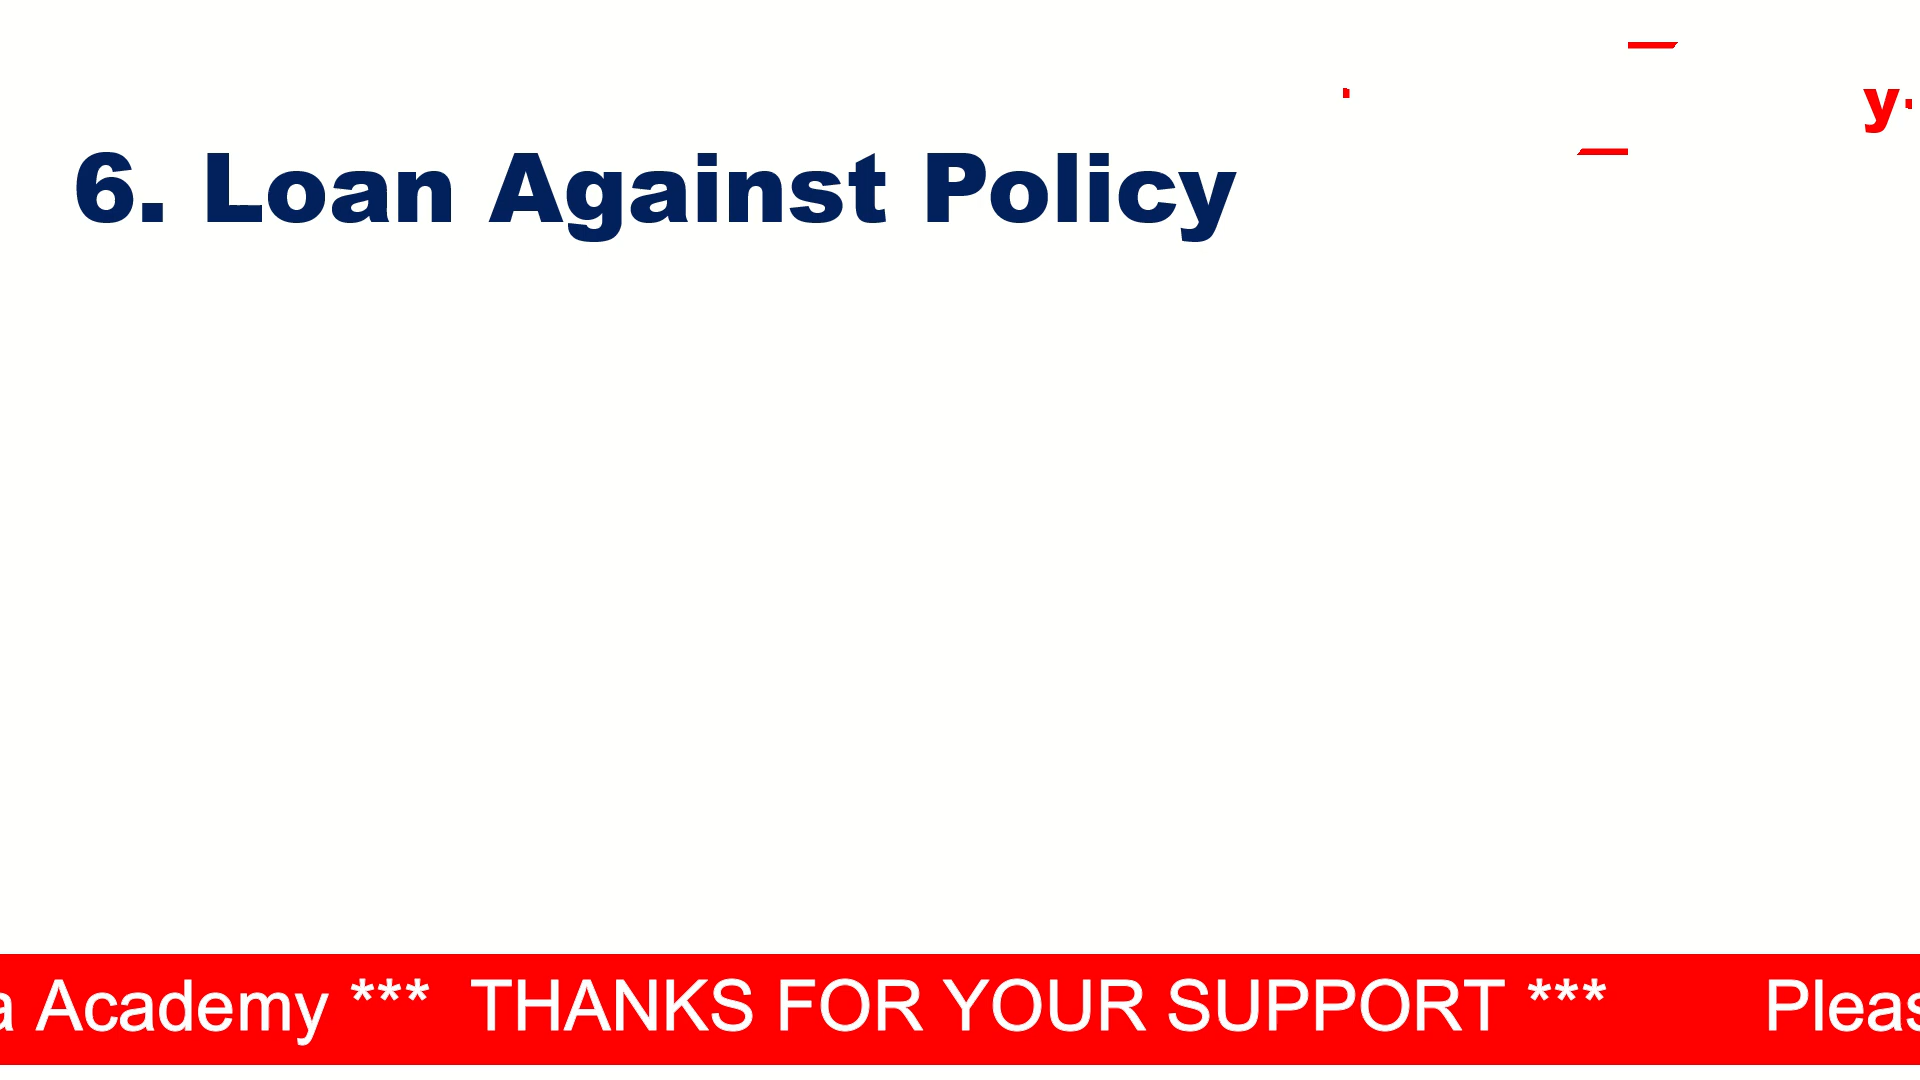 y
6. Loan Against Policy
Academy *** THANKS FOR YOUR SUPPORT ***